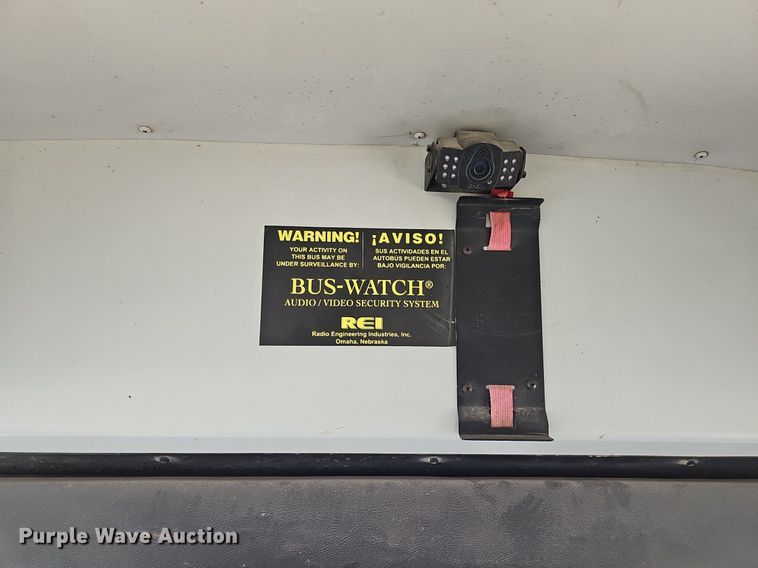 WARNING!
YOUR ACTIVITY ON
THIS BUS MAY BE
UNDER SURVEILLANCE BY:
¡AVISO!
SUS ACTIVIDADES EN EL
AUTOBÚS PUEDEN ESTAR
BAJO VIGILANCIA POR:
BUS-WATCH®
AUDIO / VIDEO SECURITY SYSTEM
REI
Radio Engineering Industries, Inc.
Omaha, Nebraska
Purple Wave Auction